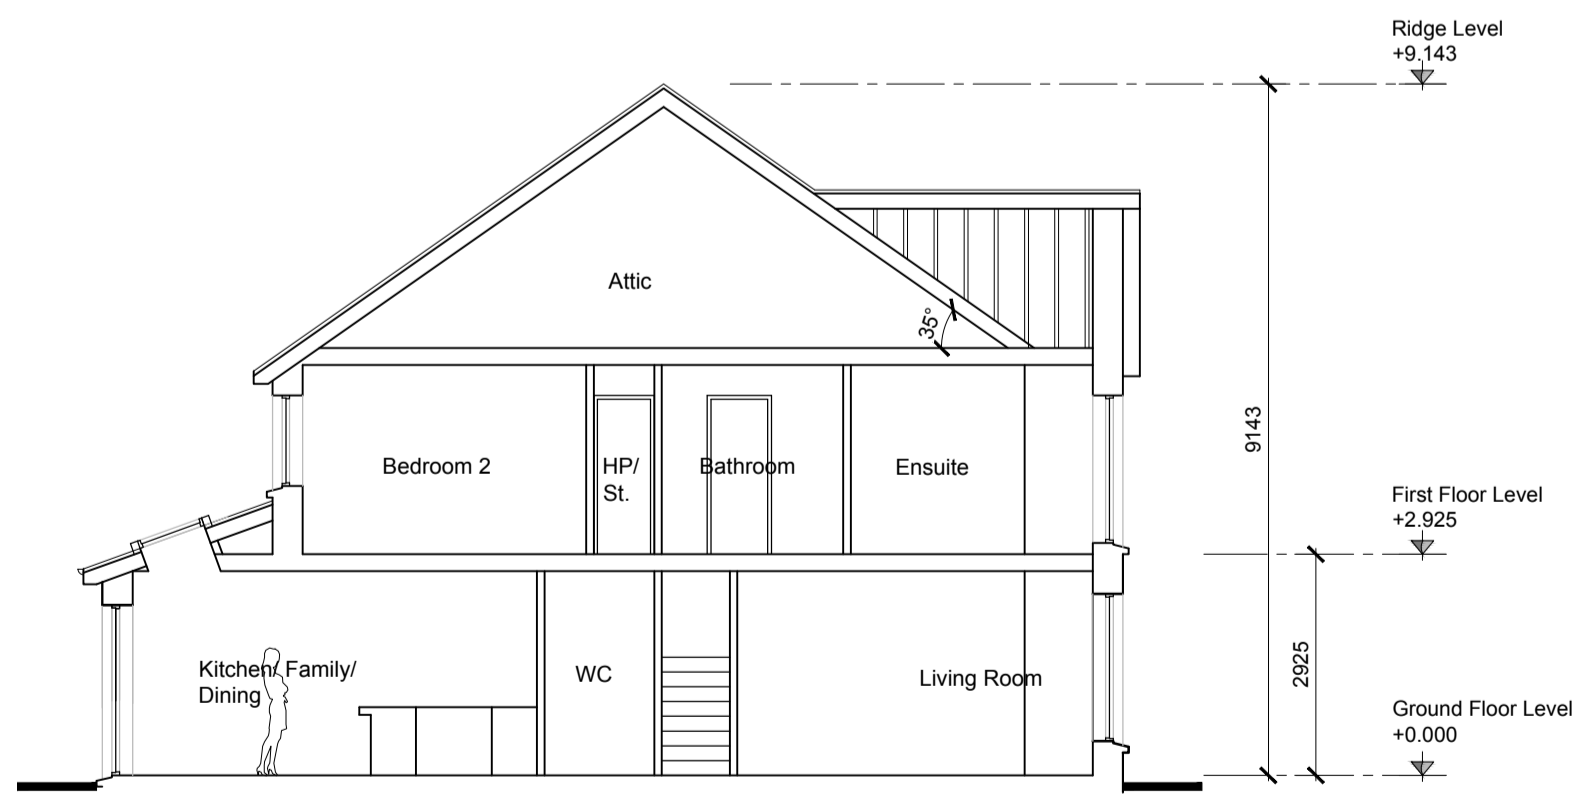 Ridge Level
+9.143
Attic
35°
9143
Bedroom 2
HP/
St.
Bathroom
Ensuite
First Floor Level
+2.925
Kitchen/ Family/
Dining
WC
Living Room
2925
Ground Floor Level
+0.000